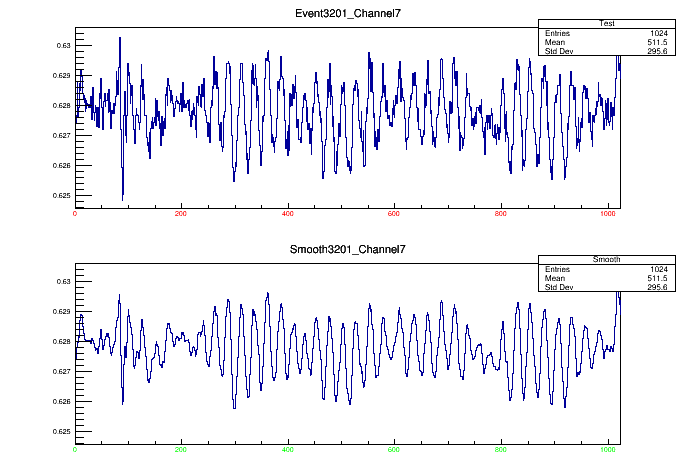 Event3201_Channel7
Test
Entries 1024
Mean 511.5
Std Dev 295.6
0.63
0.629
0.628
0.627
0.626
0.625
0 200 400 600 800 1000
Smooth3201_Channel7
Smooth
Entries 1024
Mean 511.5
Std Dev 295.6
0.63
0.629
0.628
0.627
0.626
0.625
0 200 400 600 800 1000